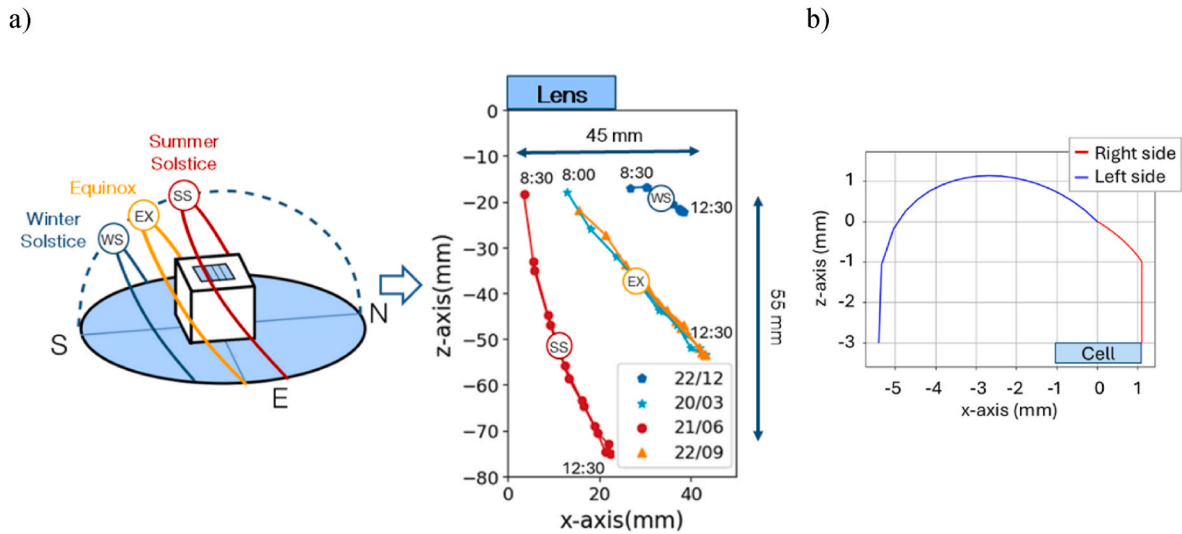 a)
b)
Summer
Solstice
SS
Equinox
EX
Winter
Solstice
WS
S
N
E
Lens
45 mm
8:30
8:00
8:30
WS
12:30
EX
12:30
SS
12:30
55 mm
22/12
20/03
21/06
22/09
0
−10
−20
−30
−40
−50
−60
−70
−80
z-axis(mm)
0
20
40
x-axis(mm)
Right side
Left side
1
0
-1
-2
-3
z-axis (mm)
Cell
-5
-4
-3
-2
-1
0
1
x-axis (mm)